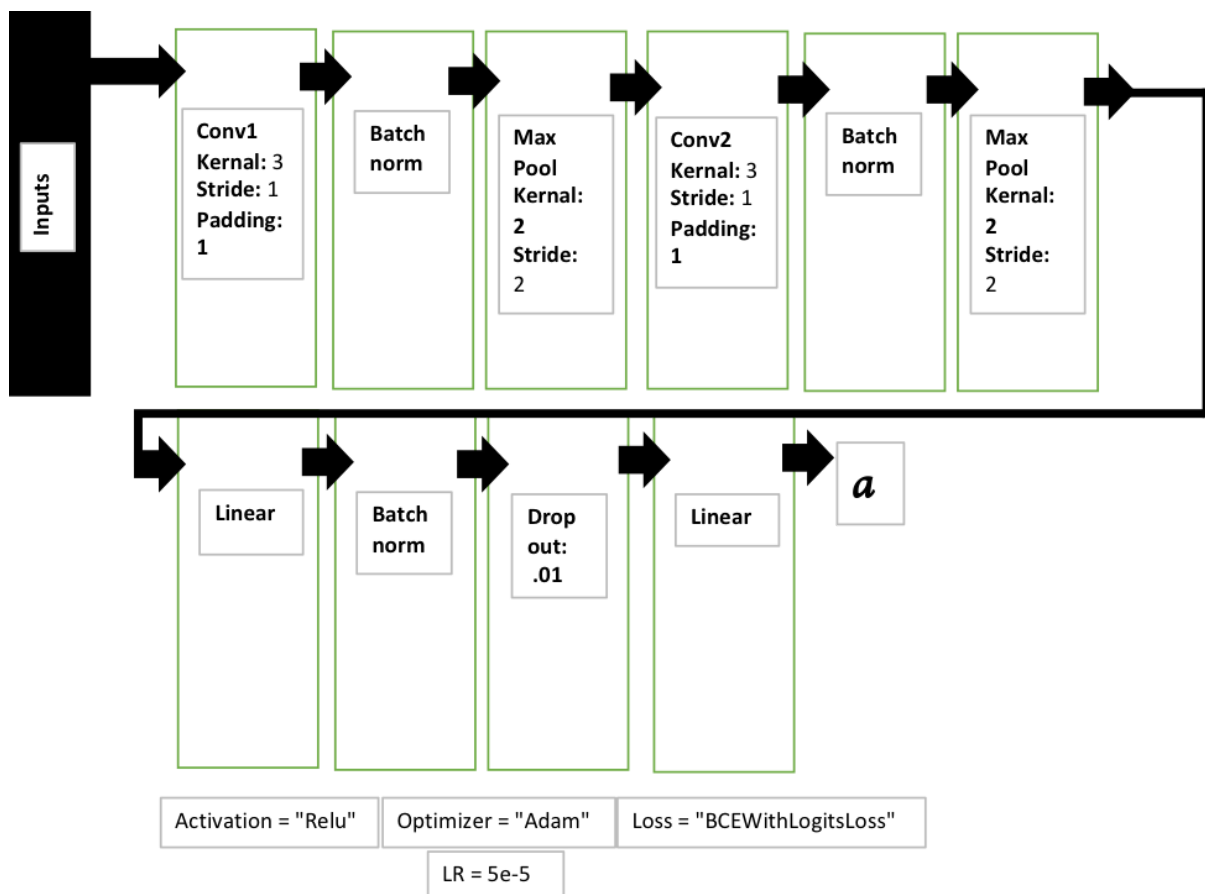 Inputs
Conv1
Kernal: 3
Stride: 1
Padding:
1
Batch
norm
Max
Pool
Kernal:
2
Stride:
2
Conv2
Kernal: 3
Stride: 1
Padding:
1
Batch
norm
Max
Pool
Kernal:
2
Stride:
2
Linear
Batch
norm
Drop
out:
.01
Linear
a
Activation = "Relu"
Optimizer = "Adam"
Loss = "BCEWithLogitsLoss"
LR = 5e-5